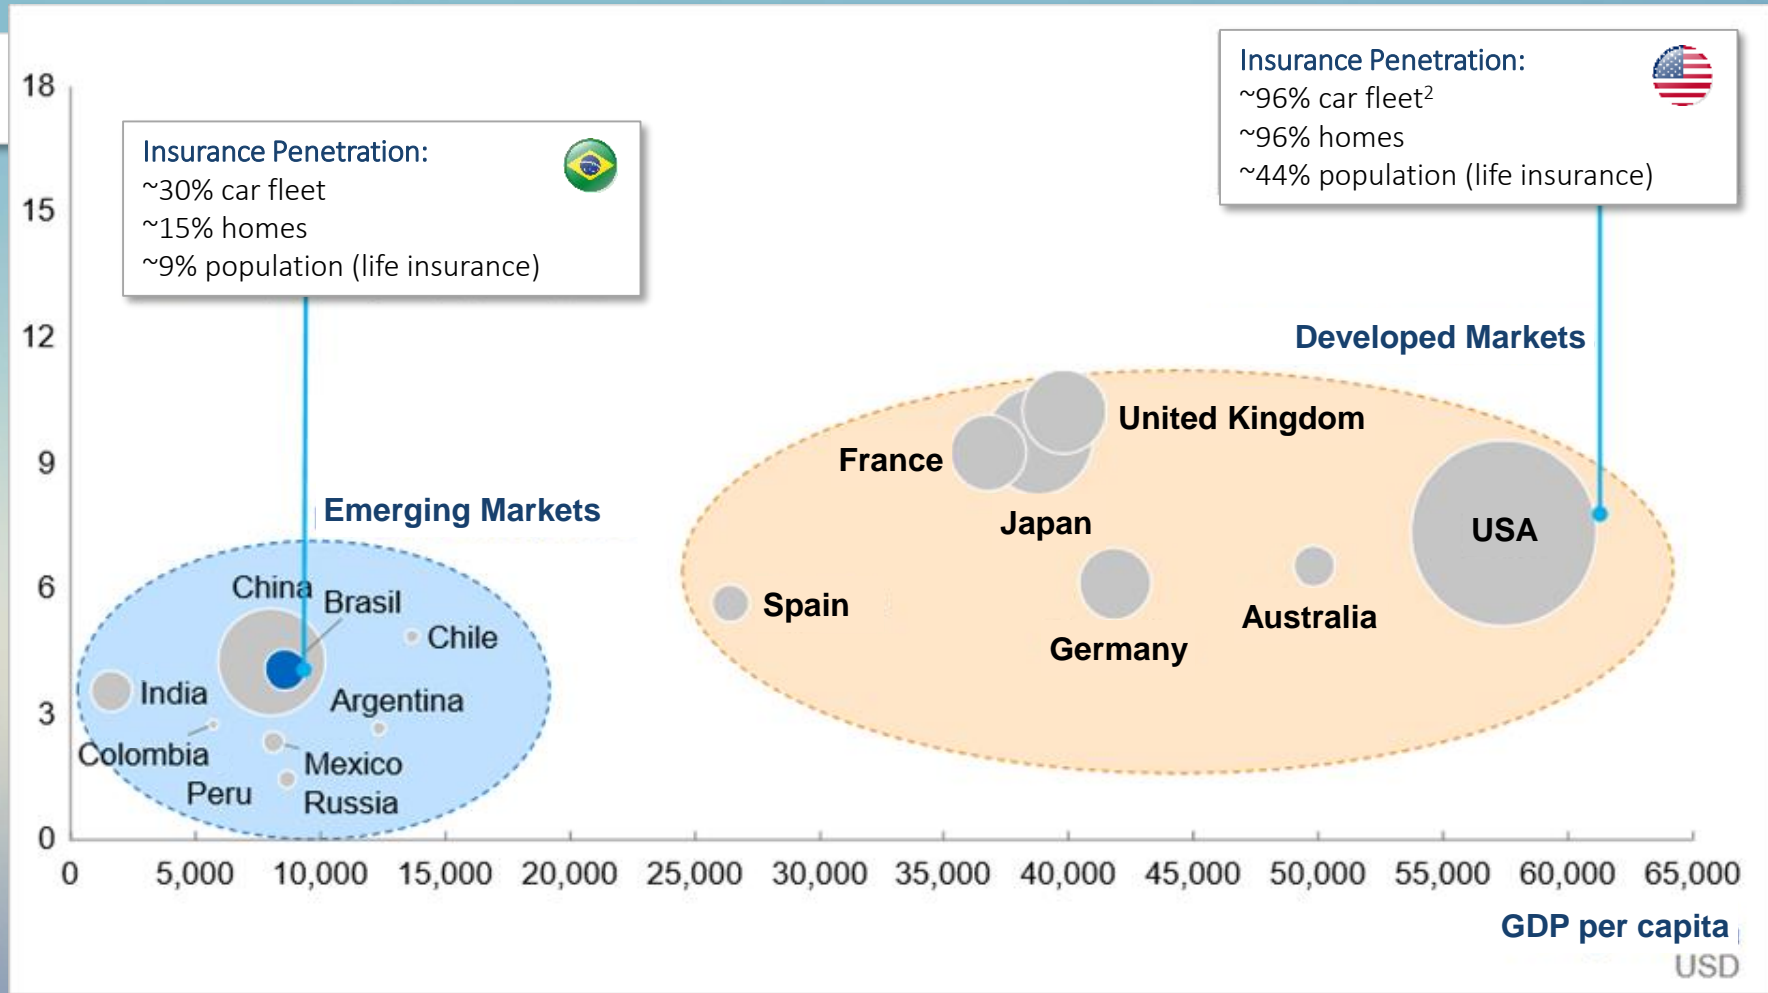 Insurance Penetration:
~96% car fleet²
~96% homes
~44% population (life insurance)
Insurance Penetration:
~30% car fleet
~15% homes
~9% population (life insurance)
18
15
12
9
6
3
0
Developed Markets
United Kingdom
France
Japan
USA
Spain
Australia
Germany
Emerging Markets
China
Brasil
Chile
India
Argentina
Colombia
Mexico
Peru
Russia
0 5,000 10,000 15,000 20,000 25,000 30,000 35,000 40,000 45,000 50,000 55,000 60,000 65,000
GDP per capita
USD